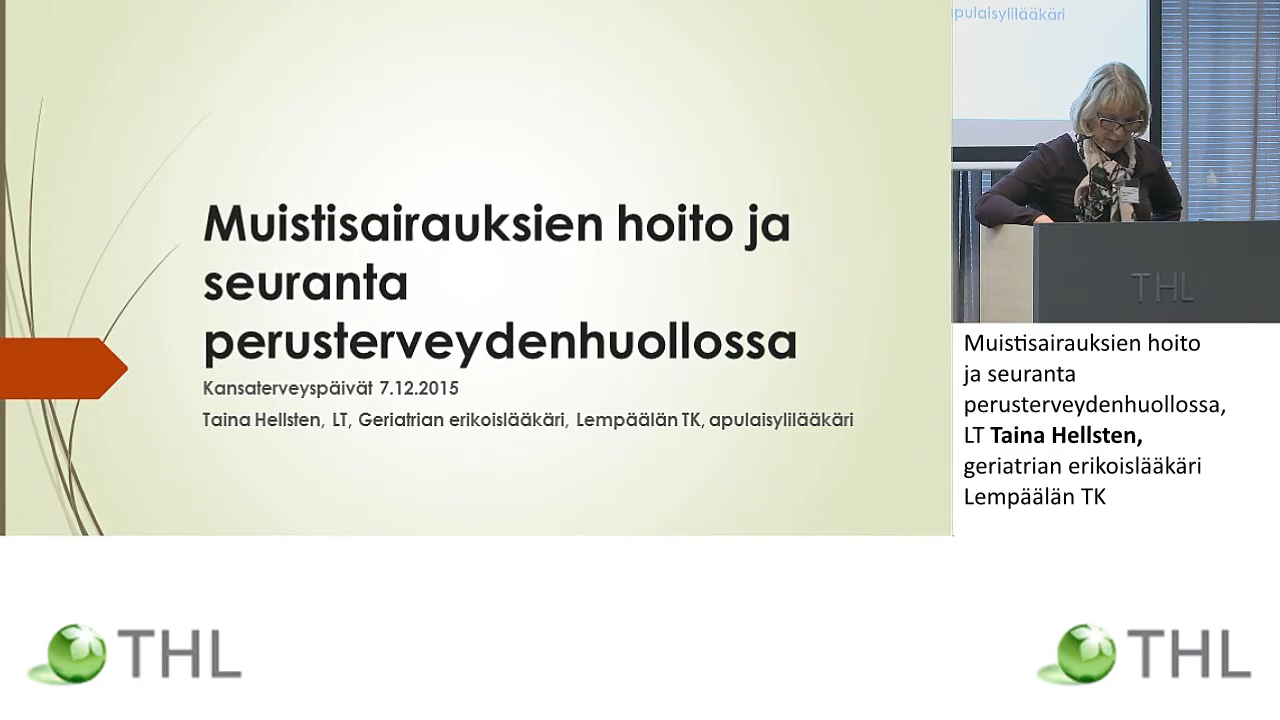 Muistisairauksien hoito ja
seuranta
perusterveydenhuollossa
Kansaterveyspäivät 7.12.2015
Taina Hellsten, LT, Geriatrian erikoislääkäri, Lempäälän TK, apulaisylilääkäri
pulaisylilääkäri
THL
Muistisairauksien hoito
ja seuranta
perusterveydenhuollossa,
LT Taina Hellsten,
geriatrian erikoislääkäri
Lempäälän TK
THL
THL